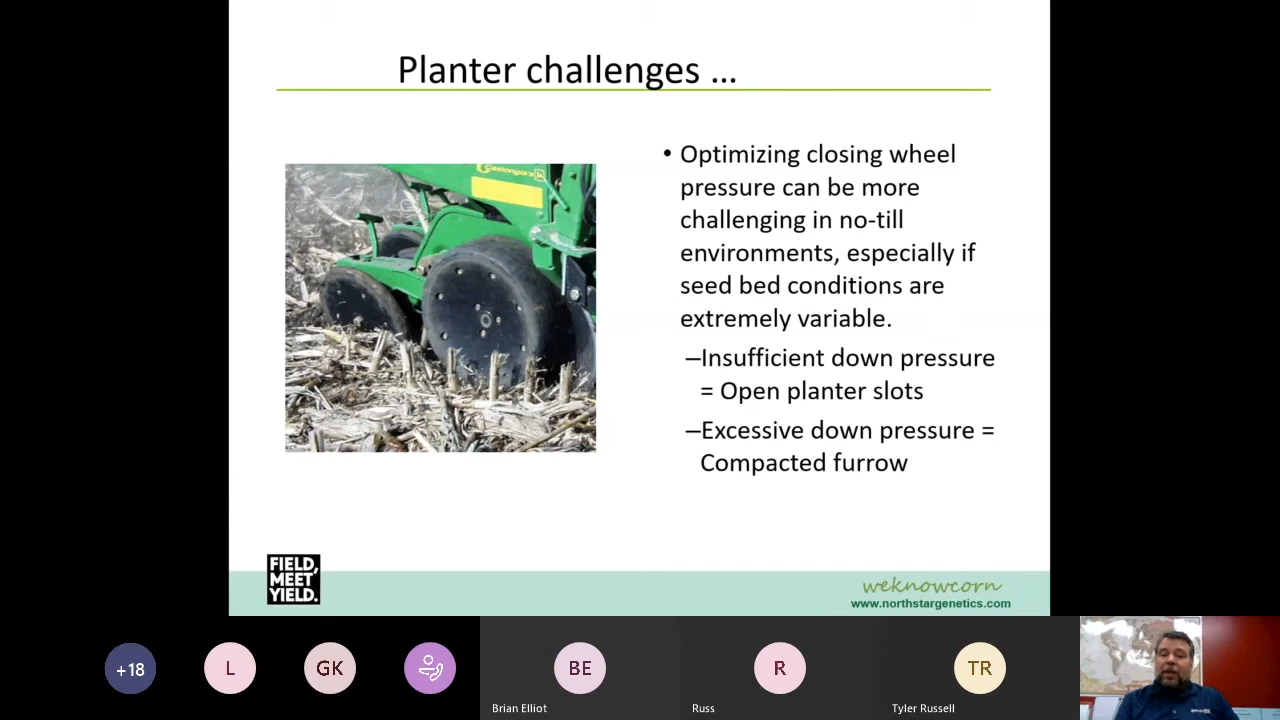 Planter challenges …
• Optimizing closing wheel
pressure can be more
challenging in no-till
environments, especially if
seed bed conditions are
extremely variable.
–Insufficient down pressure
= Open planter slots
–Excessive down pressure =
Compacted furrow
FIELD,
MEET
YIELD.
weknowcorn
www.northstargenetics.com
+18
L
GK
BE
R
TR
Brian Elliot
Russ
Tyler Russell